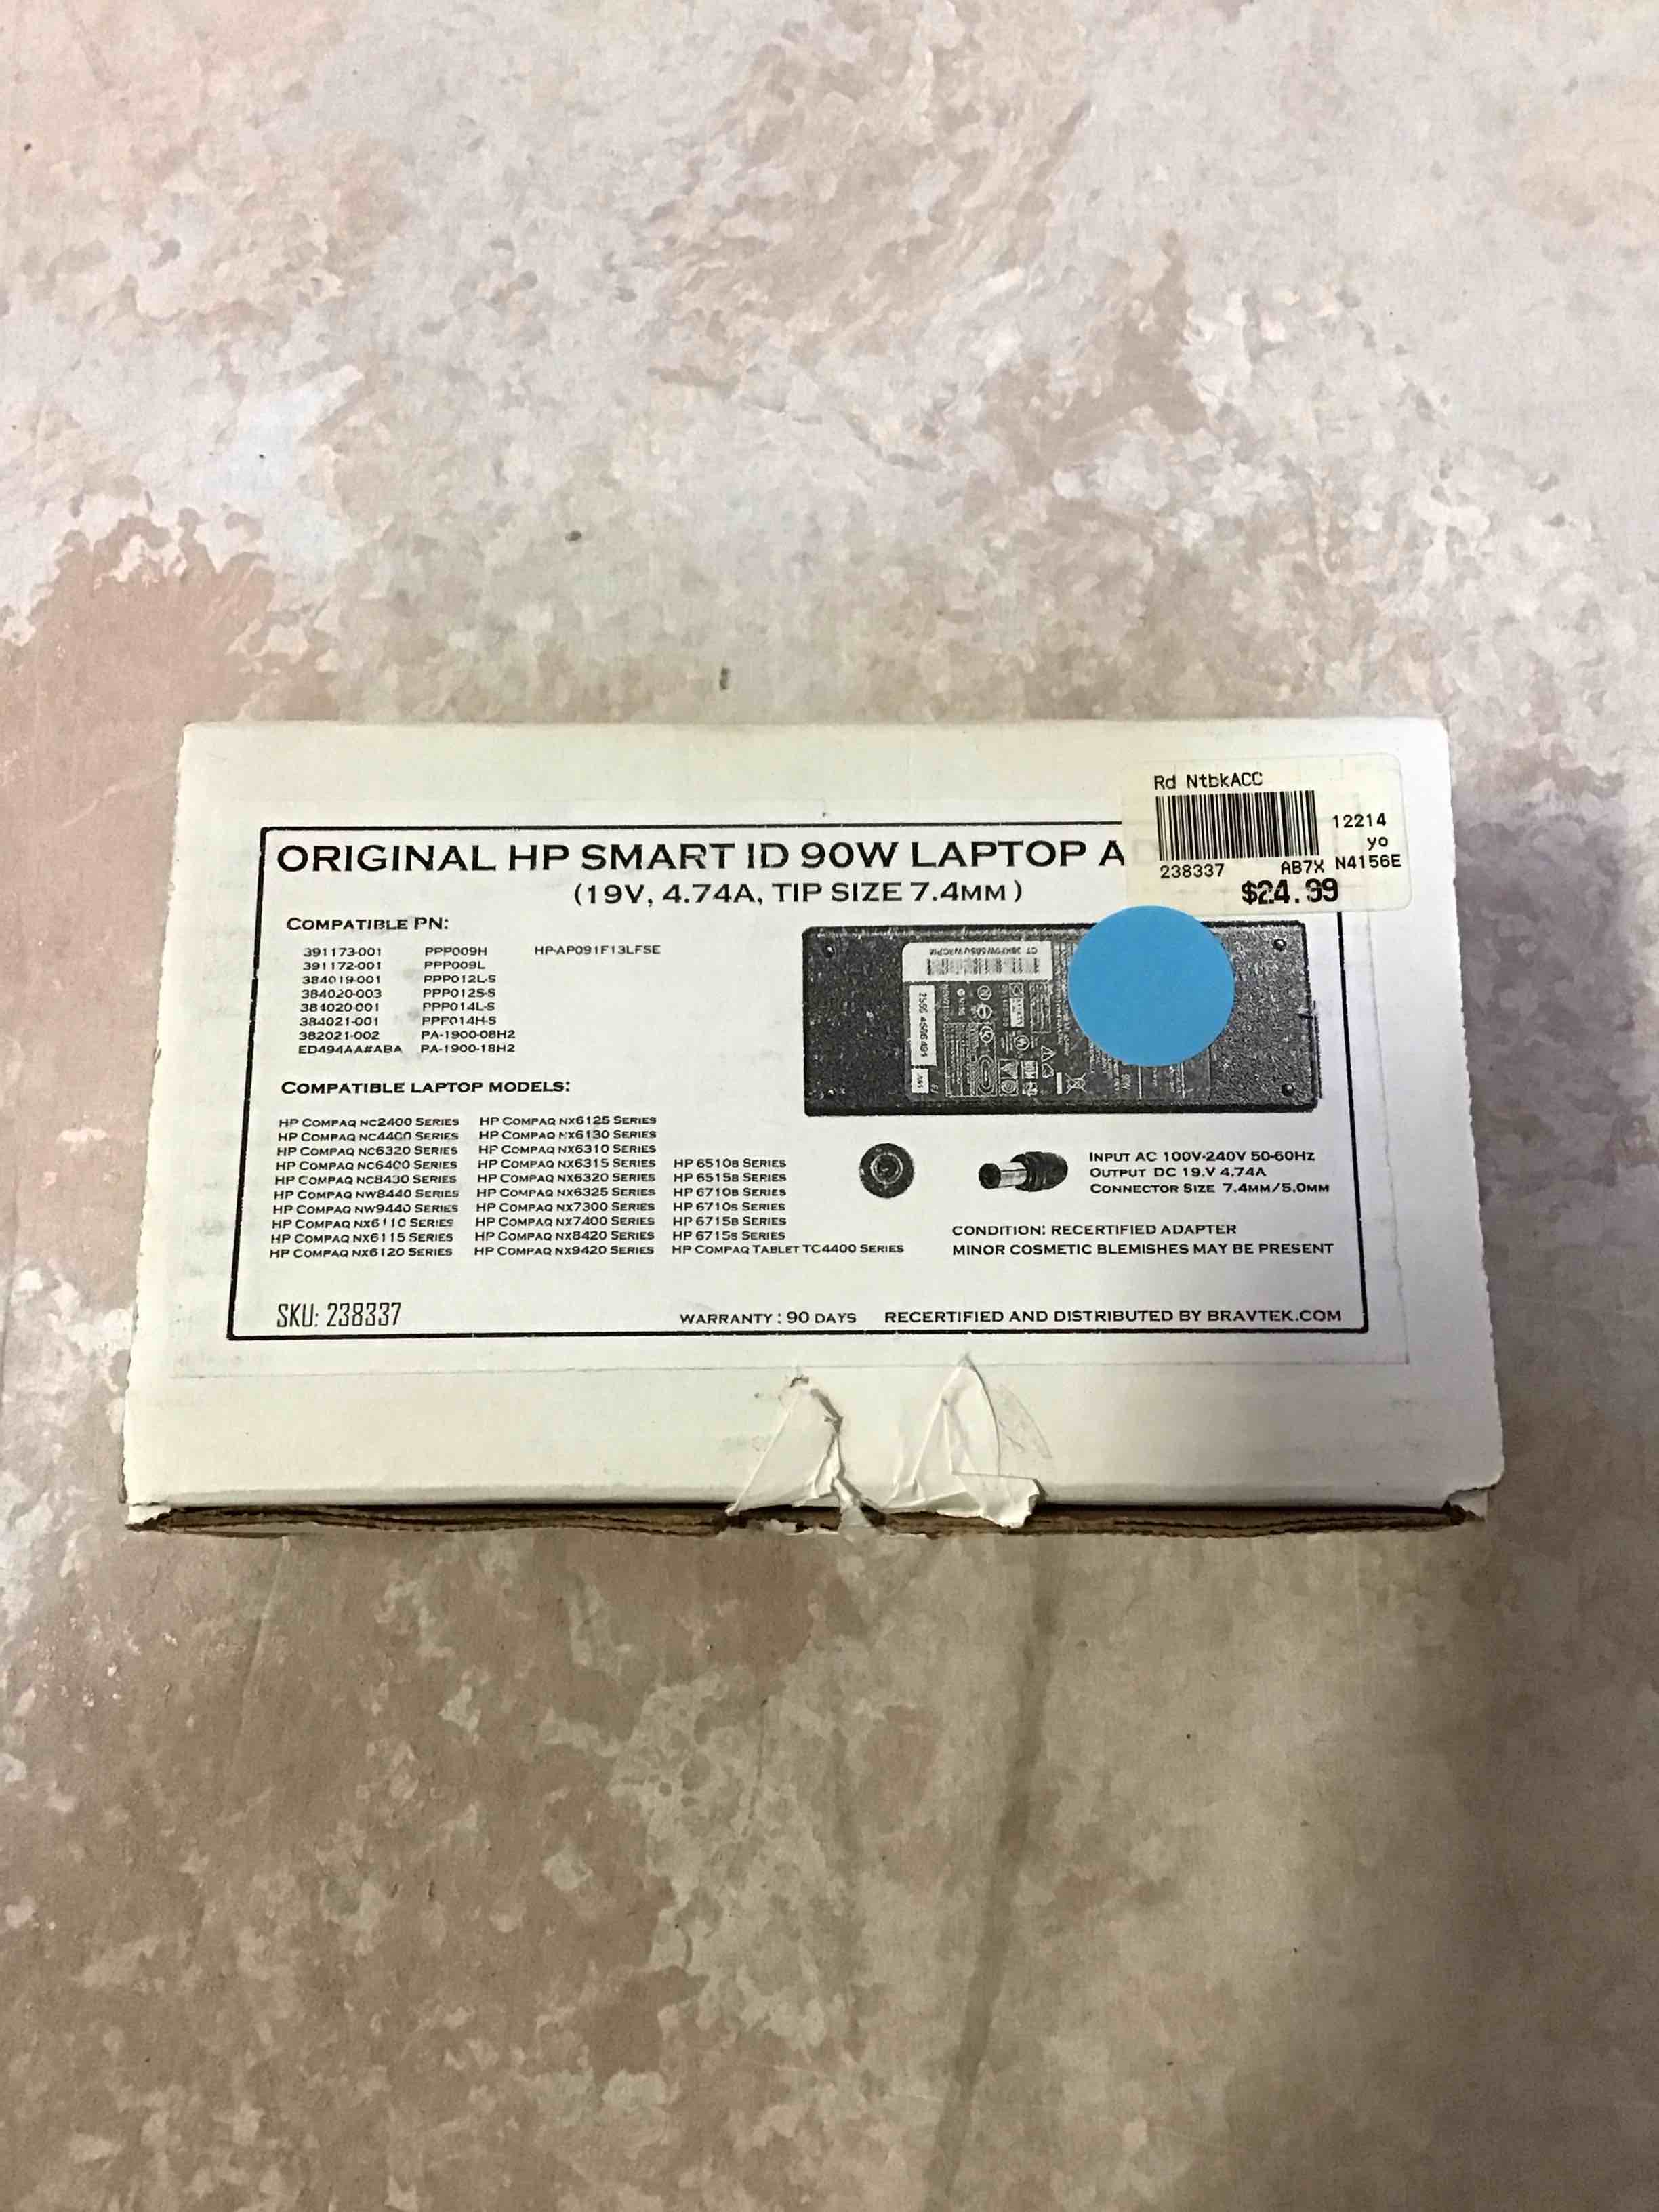 Rd NtbkACC
12214
yo
238337 AB7X N4156E
$24.99
ORIGINAL HP SMART ID 90W LAPTOP A
(19V, 4.74A, TIP SIZE 7.4MM)
COMPATIBLE PN:
391173-001 PPP009H HP-AP091F13LFSE
391172-001 PPP009L
384019-001 PPP012L-S
384020-003 PPP012S-S
384020-001 PPP014L-S
384021-001 PPP014H-S
382021-002 PA-1900-08H2
ED494AA#ABA PA-1900-18H2
COMPATIBLE LAPTOP MODELS:
HP COMPAQ NC2400 SERIES HP COMPAQ NX6125 SERIES
HP COMPAQ NC4400 SERIES HP COMPAQ NX6130 SERIES
HP COMPAQ NC6320 SERIES HP COMPAQ NX6310 SERIES
HP COMPAQ NC6400 SERIES HP COMPAQ NX6315 SERIES HP 6510B SERIES
HP COMPAQ NC8430 SERIES HP COMPAQ NX6320 SERIES HP 6515B SERIES
HP COMPAQ NW8440 SERIES HP COMPAQ NX6325 SERIES HP 6710B SERIES
HP COMPAQ NW9440 SERIES HP COMPAQ NX7300 SERIES HP 6710S SERIES
HP COMPAQ NX6110 SERIES HP COMPAQ NX7400 SERIES HP 6715B SERIES
HP COMPAQ NX6115 SERIES HP COMPAQ NX8420 SERIES HP 6715S SERIES
HP COMPAQ NX6120 SERIES HP COMPAQ NX9420 SERIES HP COMPAQ TABLET TC4400 SERIES
INPUT AC 100V-240V 50-60HZ
OUTPUT DC 19.V 4.74A
CONNECTOR SIZE 7.4MM/5.0MM
CONDITION: RECERTIFIED ADAPTER
MINOR COSMETIC BLEMISHES MAY BE PRESENT
SKU: 238337
WARRANTY: 90 DAYS RECERTIFIED AND DISTRIBUTED BY BRAVTEK.COM